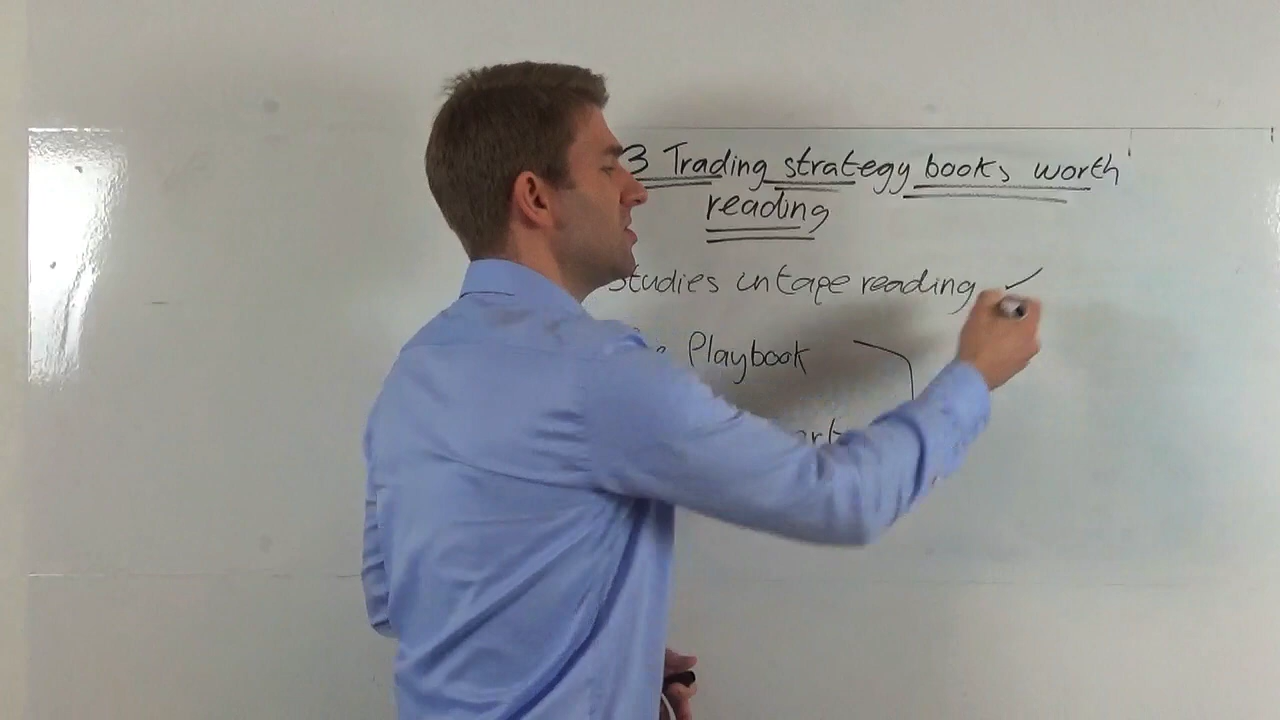 3 Trading strategy books worth
reading
Studies in tape reading
Playbook